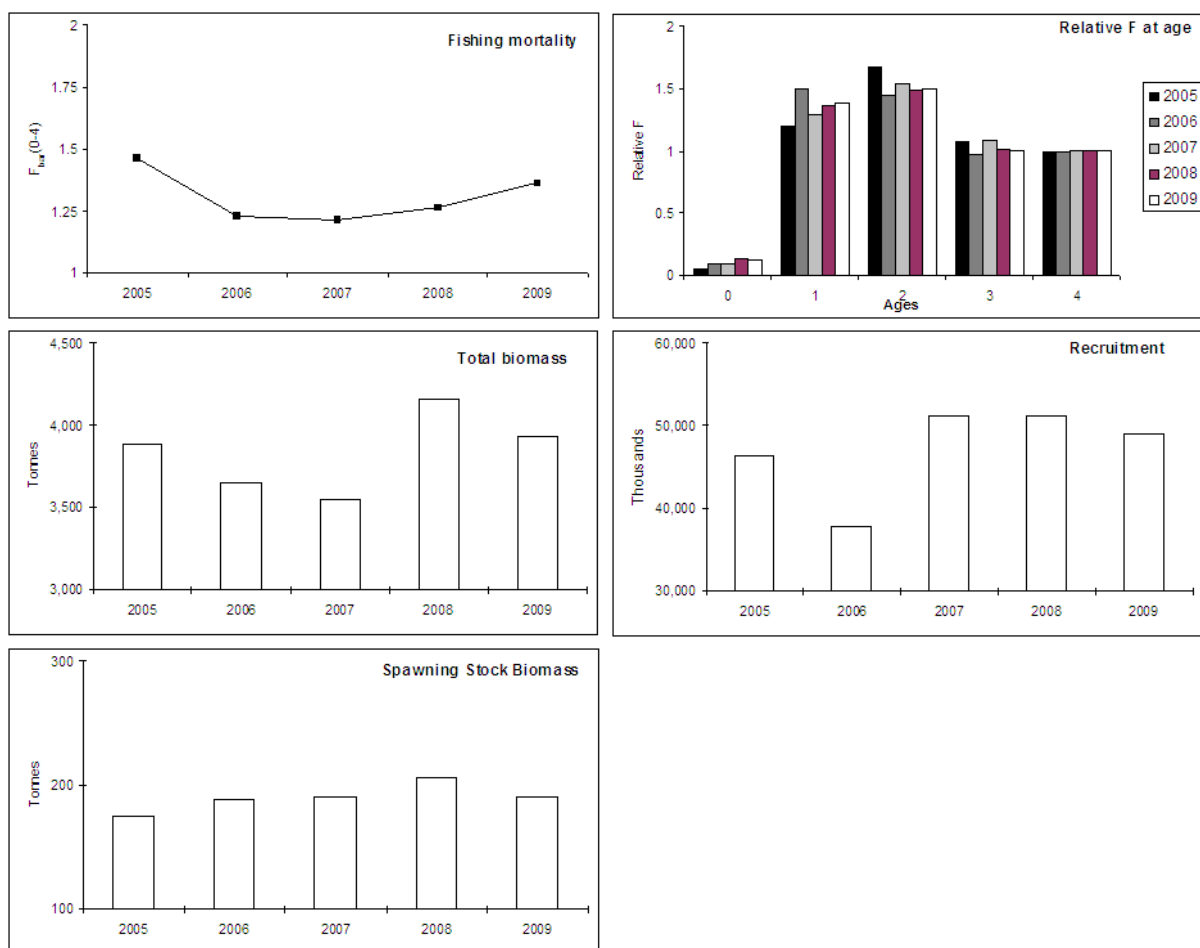 Fishing mortality
2
1.75
1.5
1.25
1
Fbar(0-4)
2005 2006 2007 2008 2009
Relative F at age
2
1.5
1
0.5
0
Relative F
0 1 2 3 4
Ages
2005
2006
2007
2008
2009
Total biomass
4,500
4,000
3,500
3,000
Tonnes
2005 2006 2007 2008 2009
Recruitment
60,000
50,000
40,000
30,000
Thousands
2005 2006 2007 2008 2009
Spawning Stock Biomass
300
200
100
Tonnes
2005 2006 2007 2008 2009